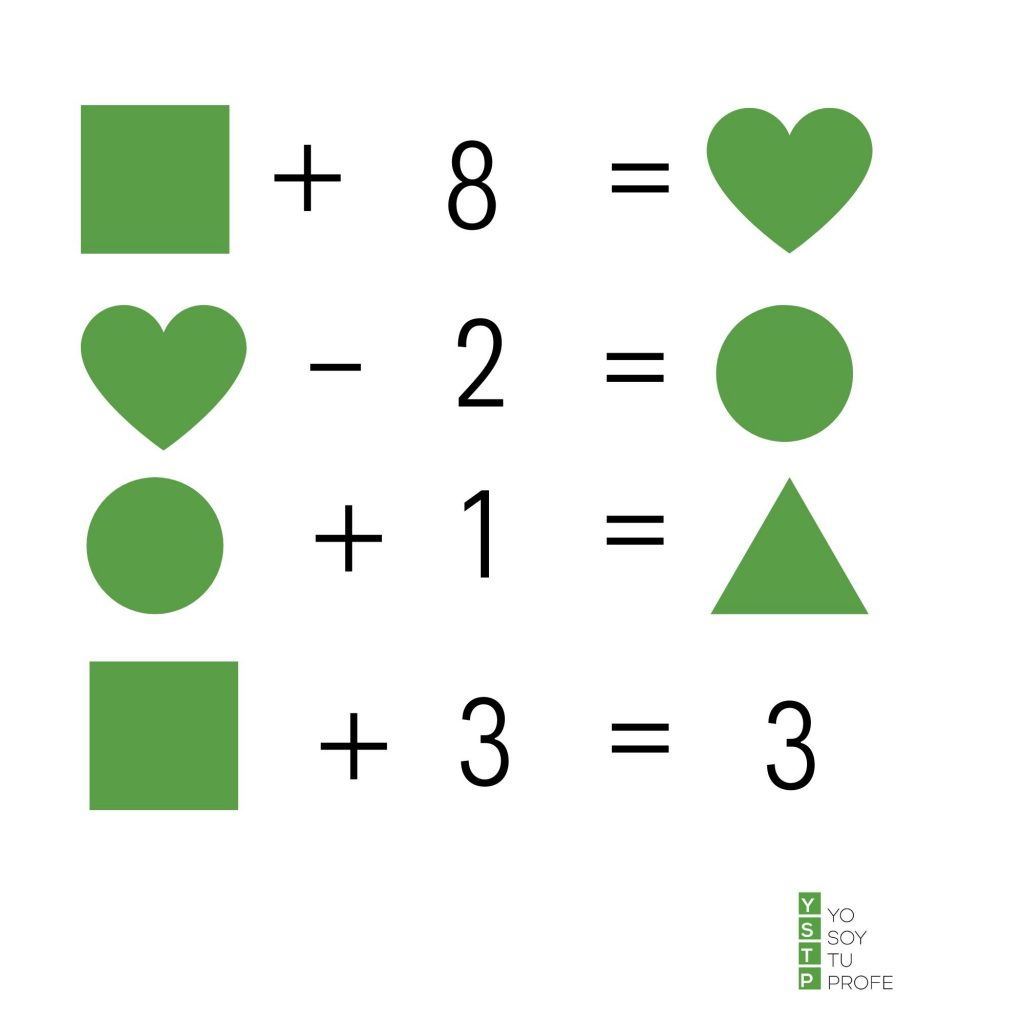 + 8 =
- 2 =
+ 1 =
+ 3 = 3
Y YO
S SOY
T TU
P PROFE